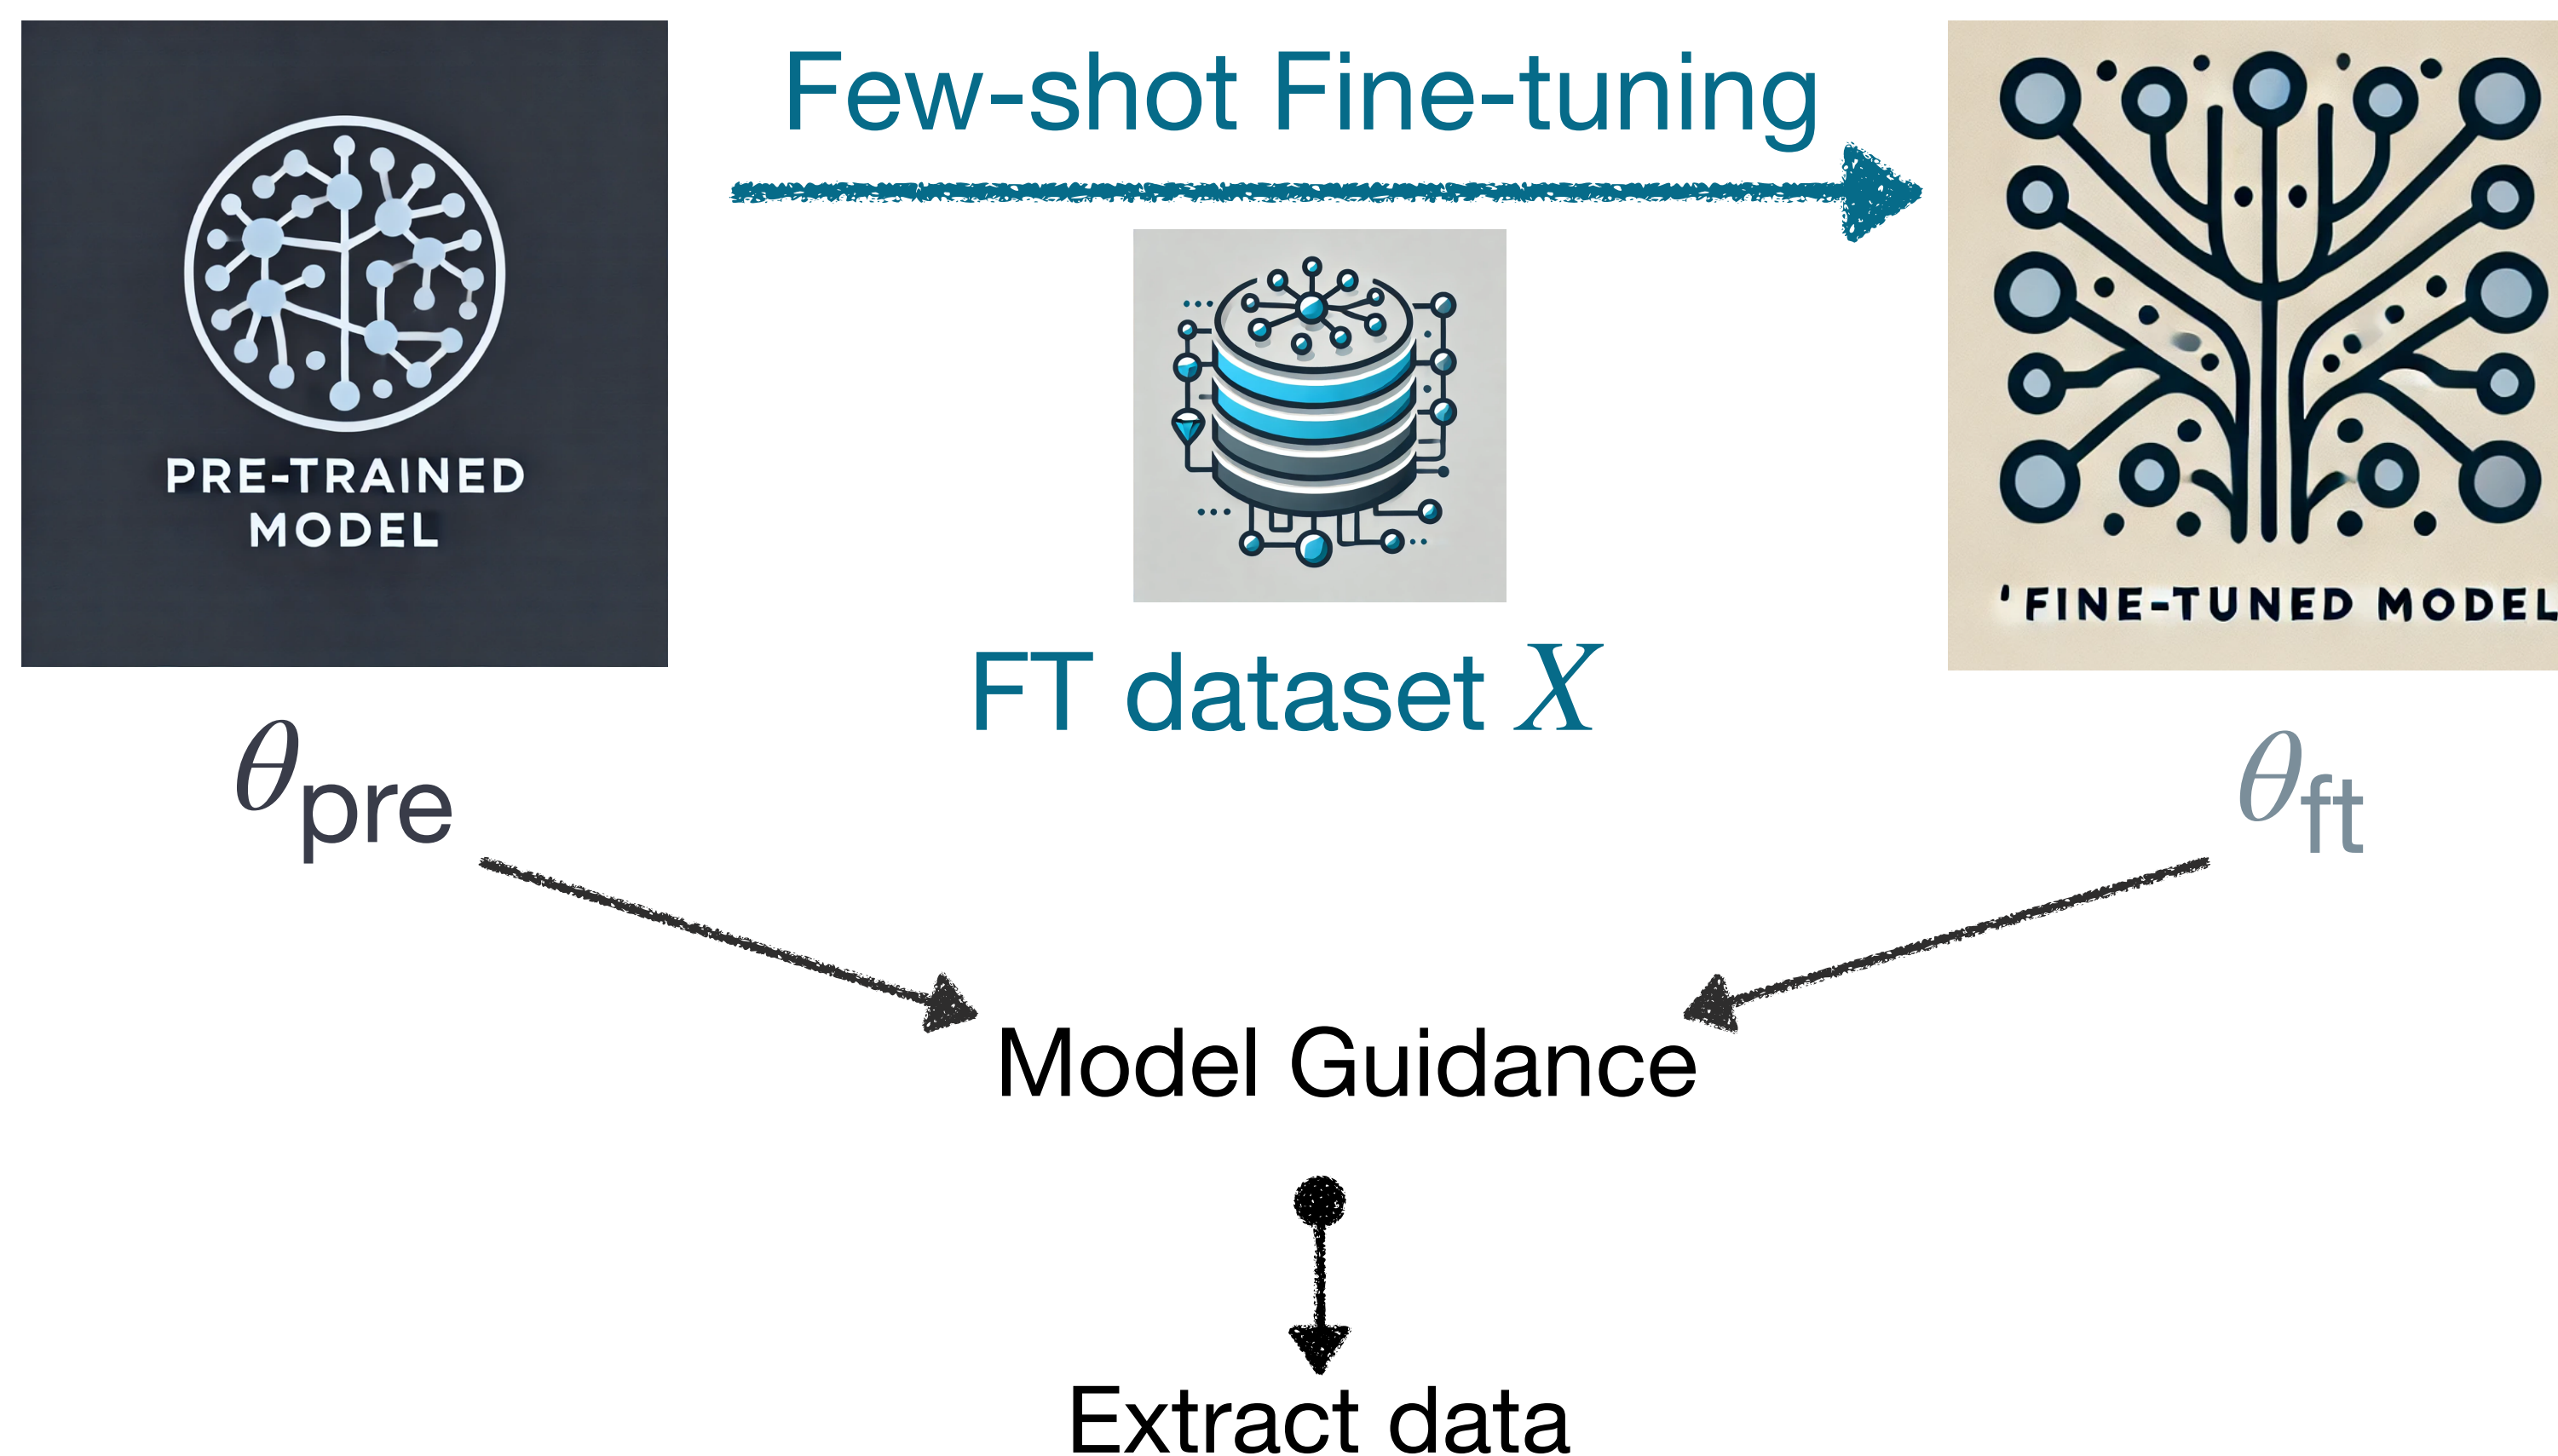 Few-shot Fine-tuning
PRE-TRAINED
MODEL
' FINE-TUNED MODEL
FT dataset X
θpre
θft
Model Guidance
Extract data